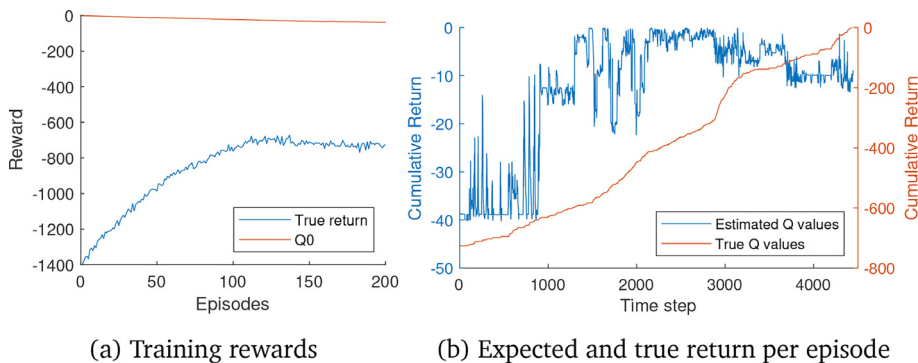 0
-200
-400
-600
-800
-1000
-1200
-1400
Reward
0 50 100 150 200
Episodes
True return
Q0
(a) Training rewards
0
-10
-20
-30
-40
-50
Cumulative Return
0
-200
-400
-600
-800
Cumulative Return
0 1000 2000 3000 4000
Time step
Estimated Q values
True Q values
(b) Expected and true return per episode